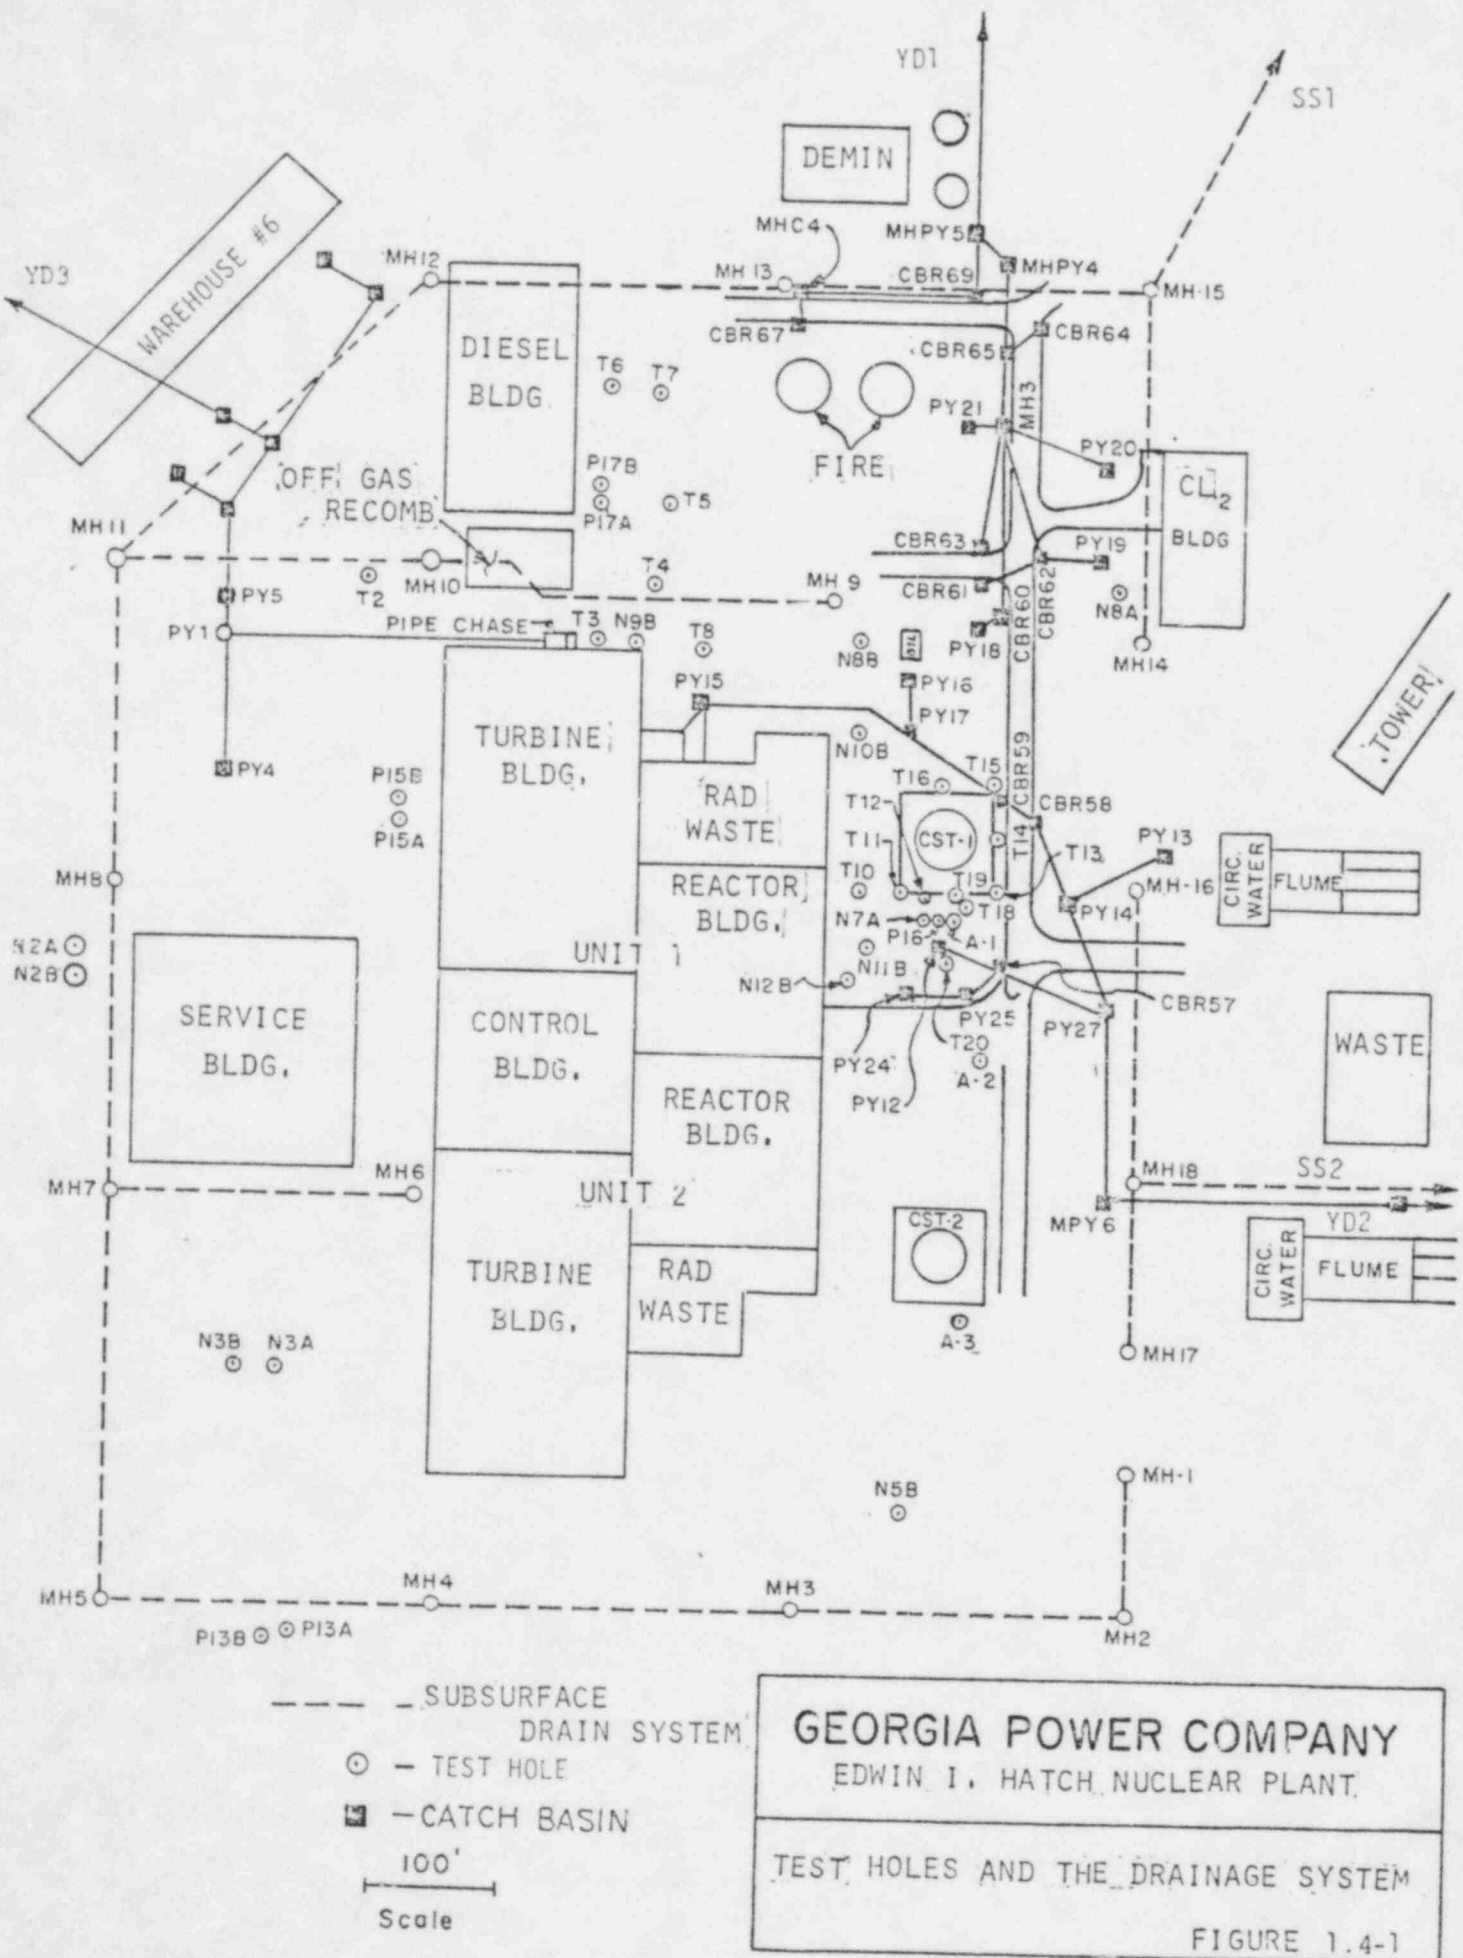 YD1
SS1
DEMIN
MHC4
MHPY5
WAREHOUSE #6
YD3
MH12
MH 13
CBR69
MHPY4
MH-15
CBR67
CBR65
CBR64
DIESEL
BLDG
T6
T7
MH3
PY21
PY20
FIRE
CL2
BLDG
OFF GAS
RECOMB
P17B
P17A
T5
MH11
CBR63
PY19
T2
MH10
T4
MH 9
CBR61
CBR60
CBR62
N8A
PY5
PY1
PIPE CHASE
T3
N9B
T8
N8B
PY18
MH14
PY15
PY16
PY17
TOWER
TURBINE
BLDG.
N10B
CBR59
PY4
P15B
P15A
RAD
WASTE
T16
T15
T12
CST-1
T14
CBR58
T11
T13
PY13
CIRC.
WATER
FLUME
MH8
REACTOR
BLDG.
T10
T19
T18
MH-16
PY14
N7A
P16
A-1
N2A
N2B
UNIT 1
N11B
N12B
CBR57
SERVICE
BLDG.
CONTROL
BLDG.
PY25
PY27
T20
PY24
A-2
PY12
WASTE
REACTOR
BLDG.
MH7
MH6
UNIT 2
MH18
SS2
MPY6
YD2
CST-2
TURBINE
BLDG.
RAD
WASTE
CIRC.
WATER
FLUME
A-3
MH17
N3B
N3A
MH-1
N5B
MH5
MH4
MH3
MH2
P13B
P13A
– SUBSURFACE
DRAIN SYSTEM
– TEST HOLE
– CATCH BASIN
100'
Scale
GEORGIA POWER COMPANY
EDWIN I. HATCH NUCLEAR PLANT
TEST HOLES AND THE DRAINAGE SYSTEM
FIGURE 1.4-1